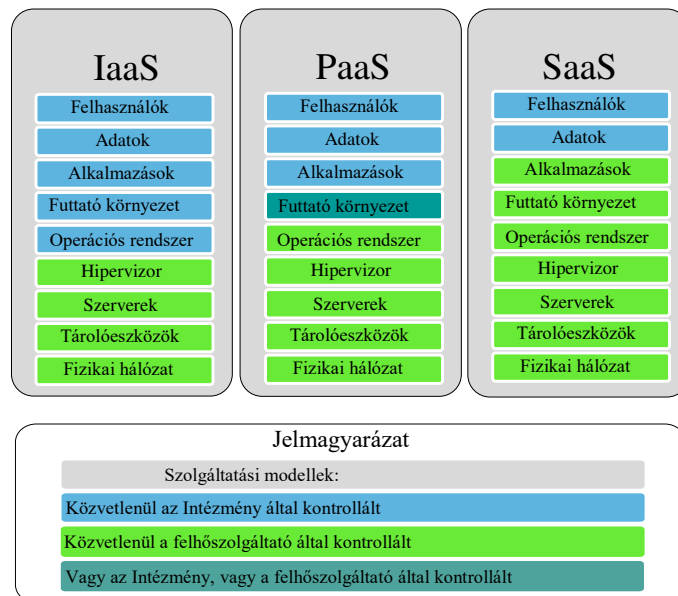 IaaS
Felhasználók
Adatok
Alkalmazások
Futtató környezet
Operációs rendszer
Hipervizor
Szerverek
Tárolóeszközök
Fizikai hálózat
PaaS
Felhasználók
Adatok
Alkalmazások
Futtató környezet
Operációs rendszer
Hipervizor
Szerverek
Tárolóeszközök
Fizikai hálózat
SaaS
Felhasználók
Adatok
Alkalmazások
Futtató környezet
Operációs rendszer
Hipervizor
Szerverek
Tárolóeszközök
Fizikai hálózat
Jelmagyarázat
Szolgáltatási modellek:
Közvetlenül az Intézmény által kontrollált
Közvetlenül a felhőszolgáltató által kontrollált
Vagy az Intézmény, vagy a felhőszolgáltató által kontrollált